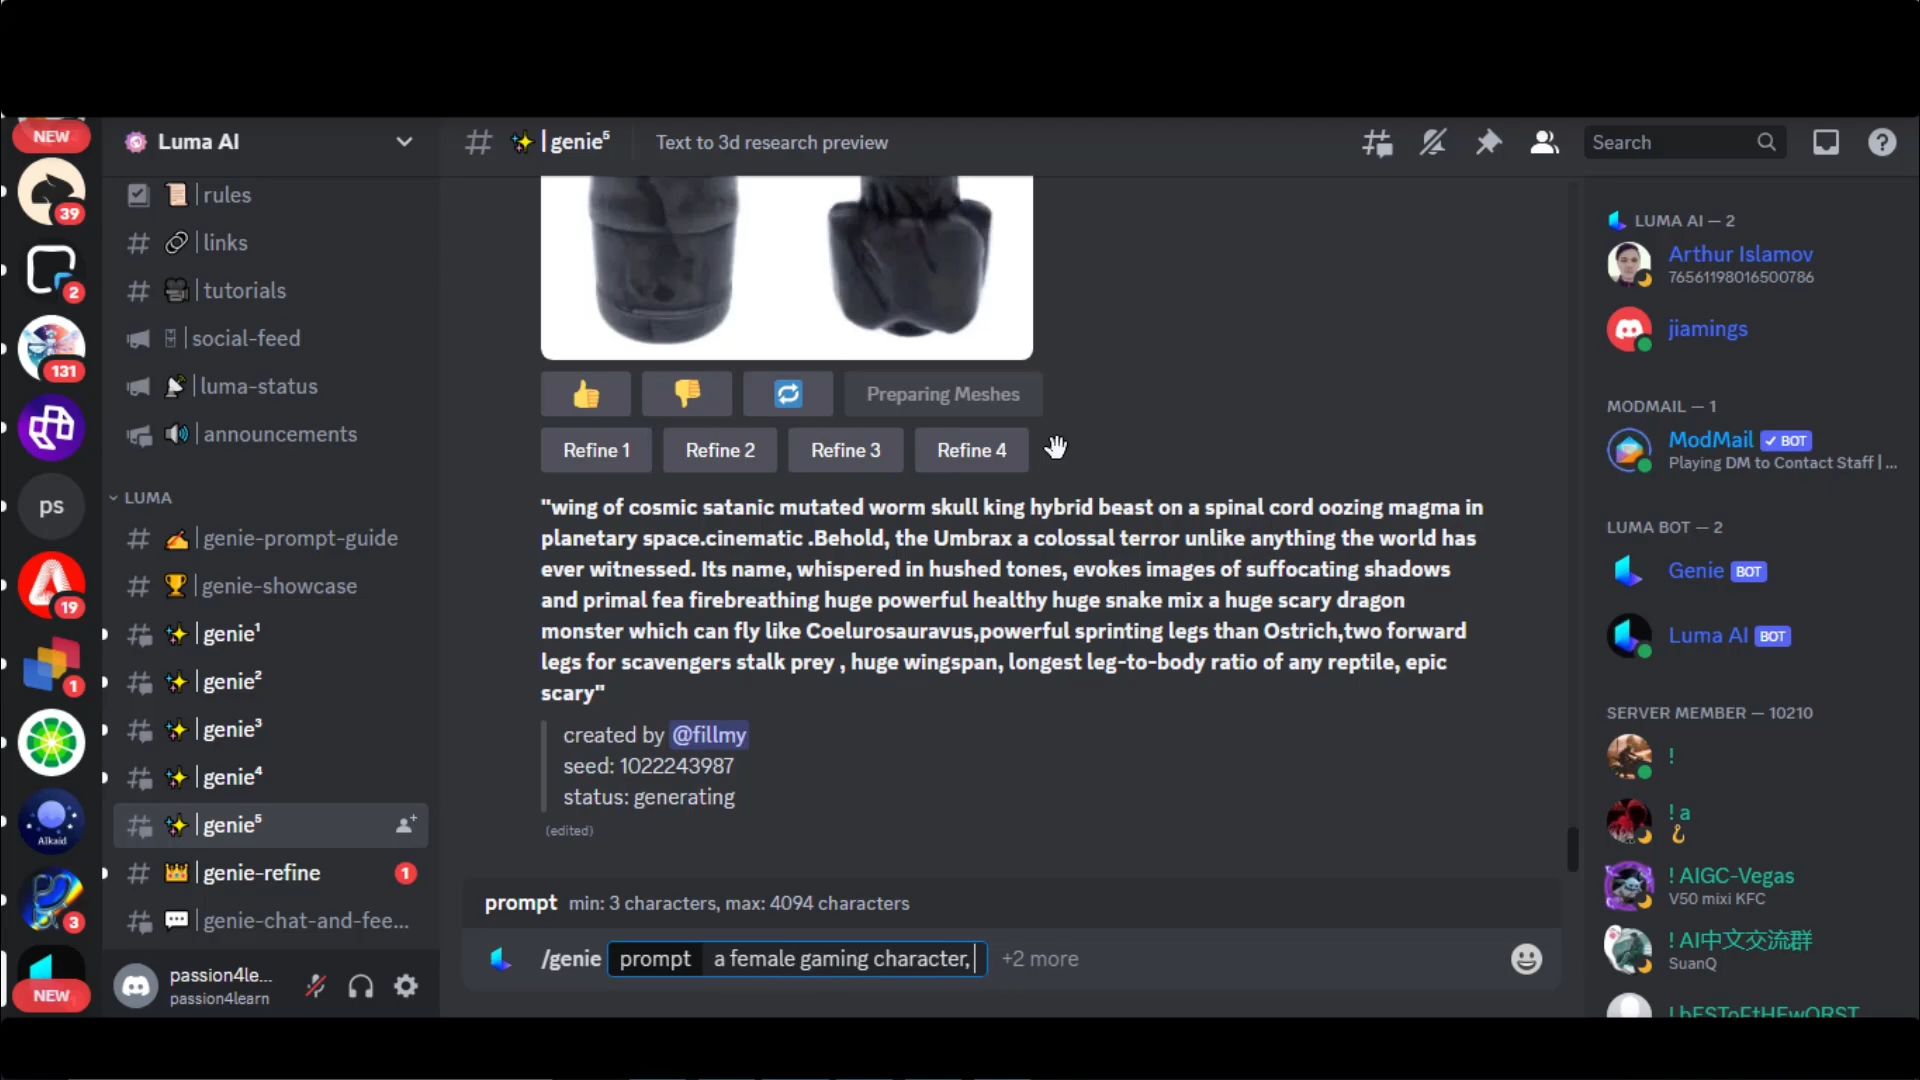 NEW
39
2
131
ps
19
1
Alkaid
3
NEW
Luma AI
rules
links
tutorials
social-feed
luma-status
announcements
LUMA
genie-prompt-guide
genie-showcase
genie¹
genie²
genie³
genie⁴
genie⁵
genie-refine 1
genie-chat-and-fee...
passion4le...
passion4learn
# ✨ | genie⁵ Text to 3d research preview
Search
Preparing Meshes
Refine 1 Refine 2 Refine 3 Refine 4
"wing of cosmic satanic mutated worm skull king hybrid beast on a spinal cord oozing magma in
planetary space.cinematic .Behold, the Umbrax a colossal terror unlike anything the world has
ever witnessed. Its name, whispered in hushed tones, evokes images of suffocating shadows
and primal fea firebreathing huge powerful healthy huge snake mix a huge scary dragon
monster which can fly like Coelurosauravus,powerful sprinting legs than Ostrich,two forward
legs for scavengers stalk prey , huge wingspan, longest leg-to-body ratio of any reptile, epic
scary"
created by @fillmy
seed: 1022243987
status: generating
(edited)
prompt min: 3 characters, max: 4094 characters
/genie prompt a female gaming character, +2 more
LUMA AI — 2
Arthur Islamov
76561198016500786
jiamings
MODMAIL — 1
ModMail ✓ BOT
Playing DM to Contact Staff | ...
LUMA BOT — 2
Genie BOT
Luma AI BOT
SERVER MEMBER — 10210
!
! a
! AIGC-Vegas
V50 mixi KFC
! AI中文交流群
SuanQ
! bESToFtHEwORST